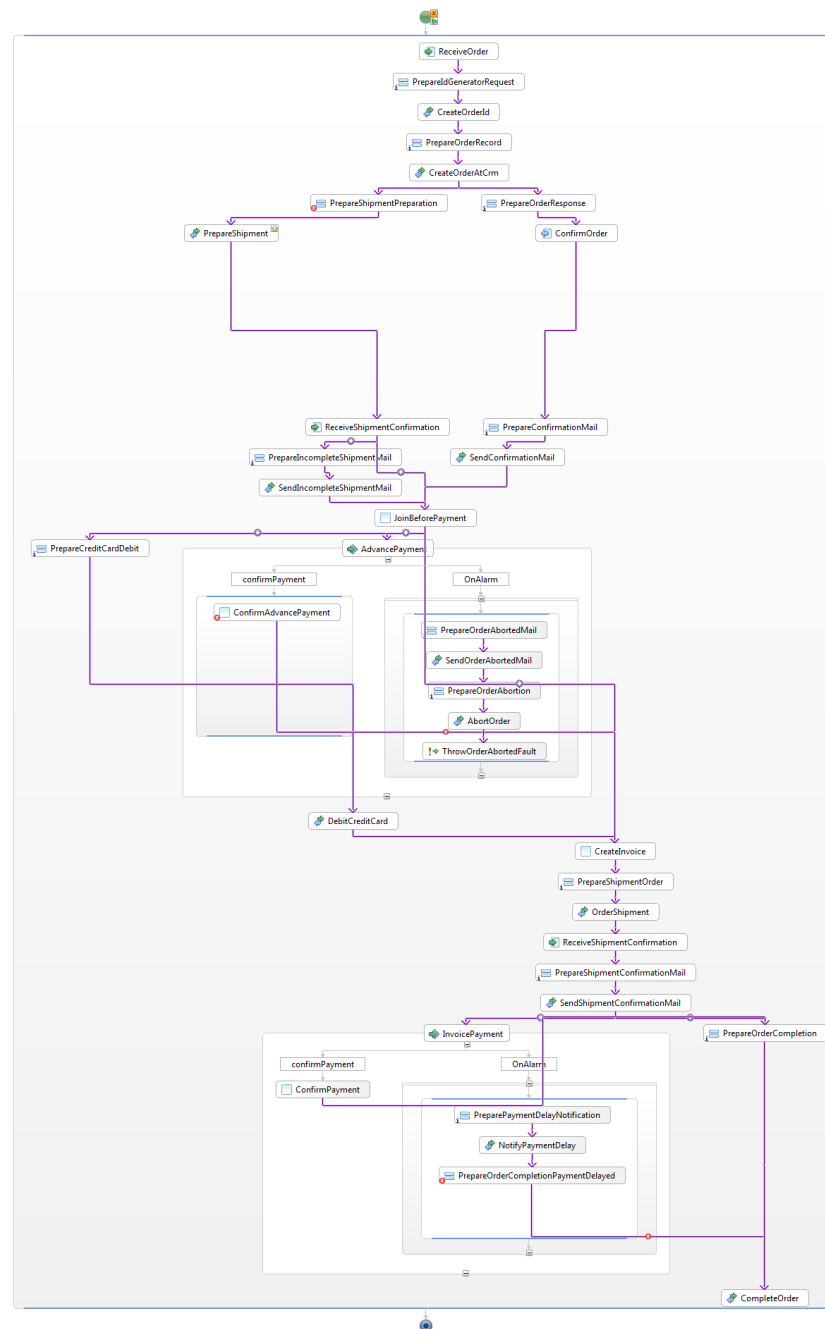 ReceiveOrder
PrepareIdGeneratorRequest
CreateOrderId
PrepareOrderRecord
CreateOrderAtCrm
PrepareShipmentPreparation
PrepareOrderResponse
PrepareShipment
ConfirmOrder
ReceiveShipmentConfirmation
PrepareConfirmationMail
PrepareIncompleteShipmentMail
SendConfirmationMail
SendIncompleteShipmentMail
JoinBeforePayment
PrepareCreditCardDebit
AdvancePayment
confirmPayment
OnAlarm
ConfirmAdvancePayment
PrepareOrderAbortedMail
SendOrderAbortedMail
PrepareOrderAbortion
AbortOrder
ThrowOrderAbortedFault
DebitCreditCard
CreateInvoice
PrepareShipmentOrder
OrderShipment
ReceiveShipmentConfirmation
PrepareShipmentConfirmationMail
SendShipmentConfirmationMail
InvoicePayment
PrepareOrderCompletion
confirmPayment
OnAlarm
ConfirmPayment
PreparePaymentDelayNotification
NotifyPaymentDelay
PrepareOrderCompletionPaymentDelayed
CompleteOrder